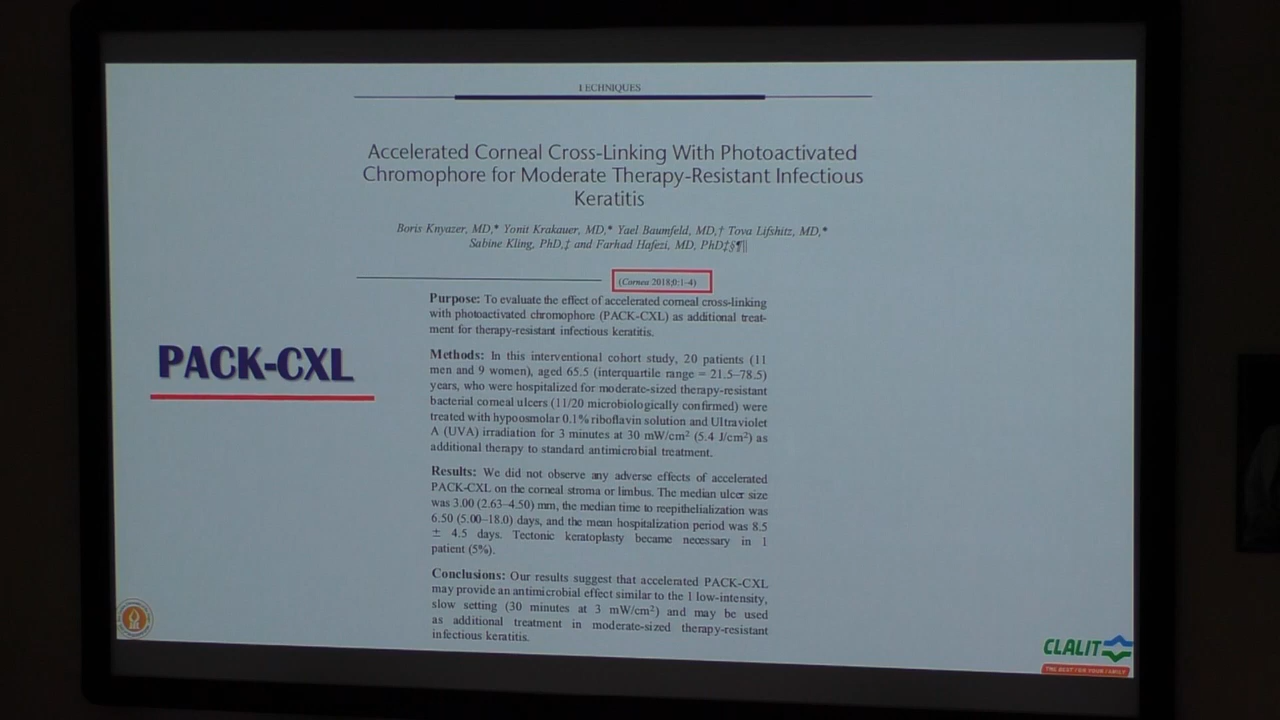 TECHNIQUES
Accelerated Corneal Cross-Linking With Photoactivated
Chromophore for Moderate Therapy-Resistant Infectious
Keratitis
Boris Knyazer, MD,* Yonit Krakauer, MD,* Yael Baumfeld, MD,† Tova Lifshitz, MD,*
Sabine Kling, PhD,‡ and Farhad Hafezi, MD, PhD‡§¶||
(Cornea 2018;0:1–4)
Purpose: To evaluate the effect of accelerated corneal cross-linking
with photoactivated chromophore (PACK-CXL) as additional treat-
ment for therapy-resistant infectious keratitis.
PACK-CXL
Methods: In this interventional cohort study, 20 patients (11
men and 9 women), aged 65.5 (interquartile range = 21.5–78.5)
years, who were hospitalized for moderate-sized therapy-resistant
bacterial corneal ulcers (11/20 microbiologically confirmed) were
treated with hypoosmolar 0.1% riboflavin solution and Ultraviolet
A (UVA) irradiation for 3 minutes at 30 mW/cm² (5.4 J/cm²) as
additional therapy to standard antimicrobial treatment.
Results: We did not observe any adverse effects of accelerated
PACK-CXL on the corneal stroma or limbus. The median ulcer size
was 3.00 (2.63–4.50) mm, the median time to reepithelialization was
6.50 (5.00–18.0) days, and the mean hospitalization period was 8.5
± 4.5 days. Tectonic keratoplasty became necessary in 1
patient (5%).
Conclusions: Our results suggest that accelerated PACK-CXL
may provide an antimicrobial effect similar to the 1 low-intensity,
slow setting (30 minutes at 3 mW/cm²) and may be used
as additional treatment in moderate-sized therapy-resistant
infectious keratitis.
CLALIT
THE BEST FOR YOUR FAMILY